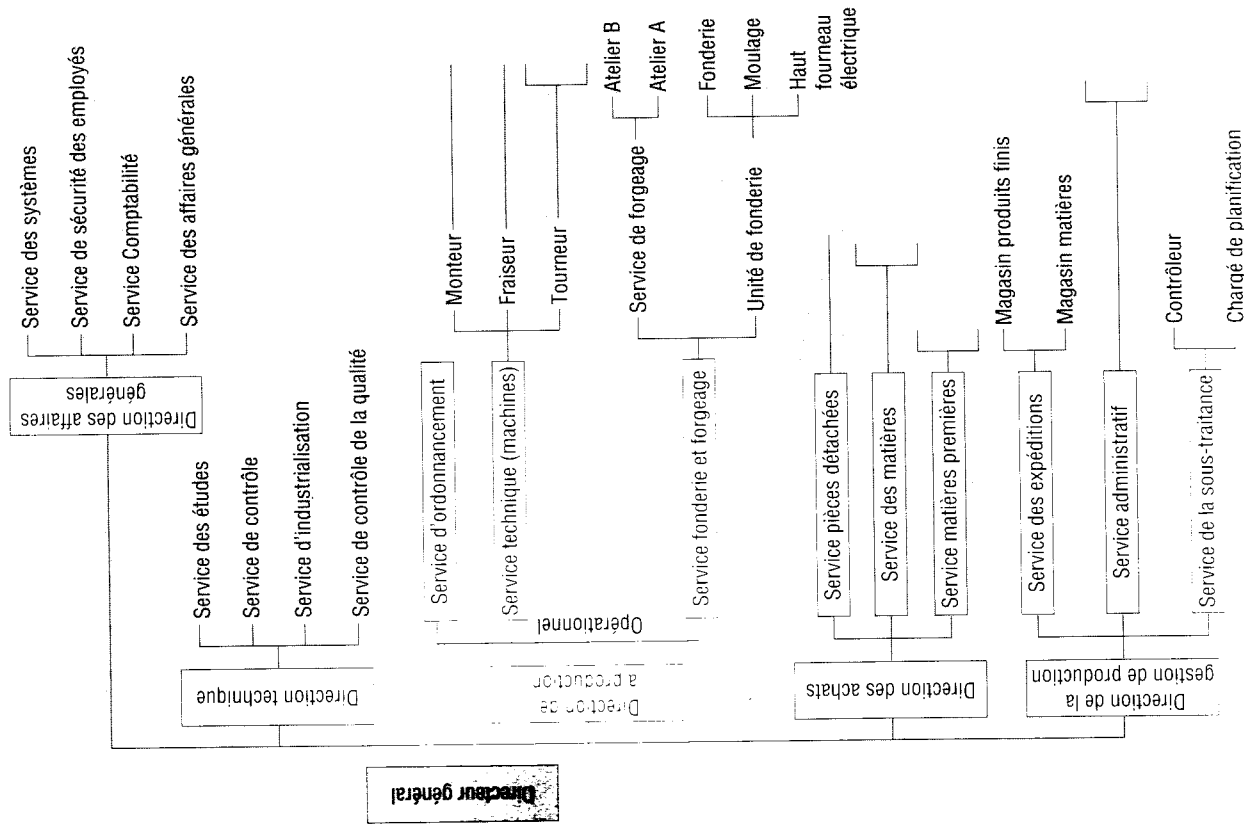 Directeur général
Direction des affaires
générales
Service des systèmes
Service de sécurité des employés
Service Comptabilité
Service des affaires générales
Direction technique
Service des études
Service de contrôle
Service d'industrialisation
Service de contrôle de la qualité
Direction de
a production
Opérationnel
Service d'ordonnancement
Service technique (machines)
Monteur
Fraiseur
Tourneur
Service fonderie et forgeage
Service de forgeage
Atelier B
Atelier A
Unité de fonderie
Fonderie
Moulage
Haut
fourneau
électrique
Direction des achats
Service pièces détachées
Service des matières
Service matières premières
Direction de la
gestion de production
Service des expéditions
Magasin produits finis
Magasin matières
Service administratif
Service de la sous-traitance
Contrôleur
Chargé de planification